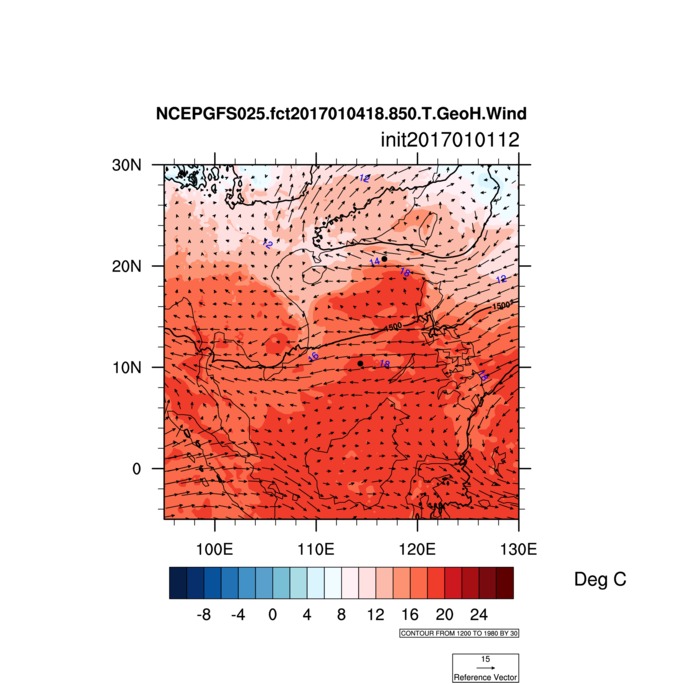 NCEPGFS025.fct2017010418.850.T.GeoH.Wind
init2017010112
30N
12
12
20N
14
16
12
1500
1500
16
18
10N
0
100E
110E
120E
130E
Deg C
-8
-4
0
4
8
12
16
20
24
CONTOUR FROM 1200 TO 1980 BY 30
15
Reference Vector